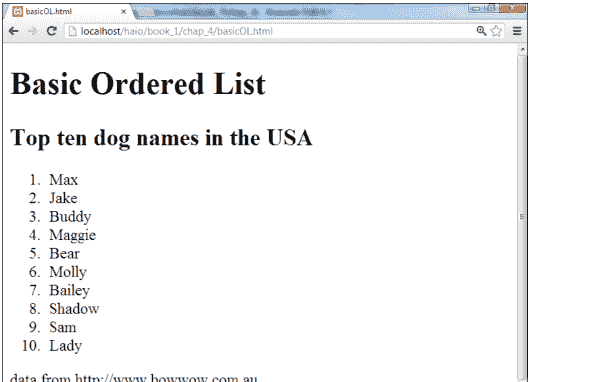 basicOL.html
localhost/haio/book_1/chap_4/basicOL.html
Basic Ordered List
Top ten dog names in the USA
1. Max
2. Jake
3. Buddy
4. Maggie
5. Bear
6. Molly
7. Bailey
8. Shadow
9. Sam
10. Lady
data from http://www.bowwow.com.au